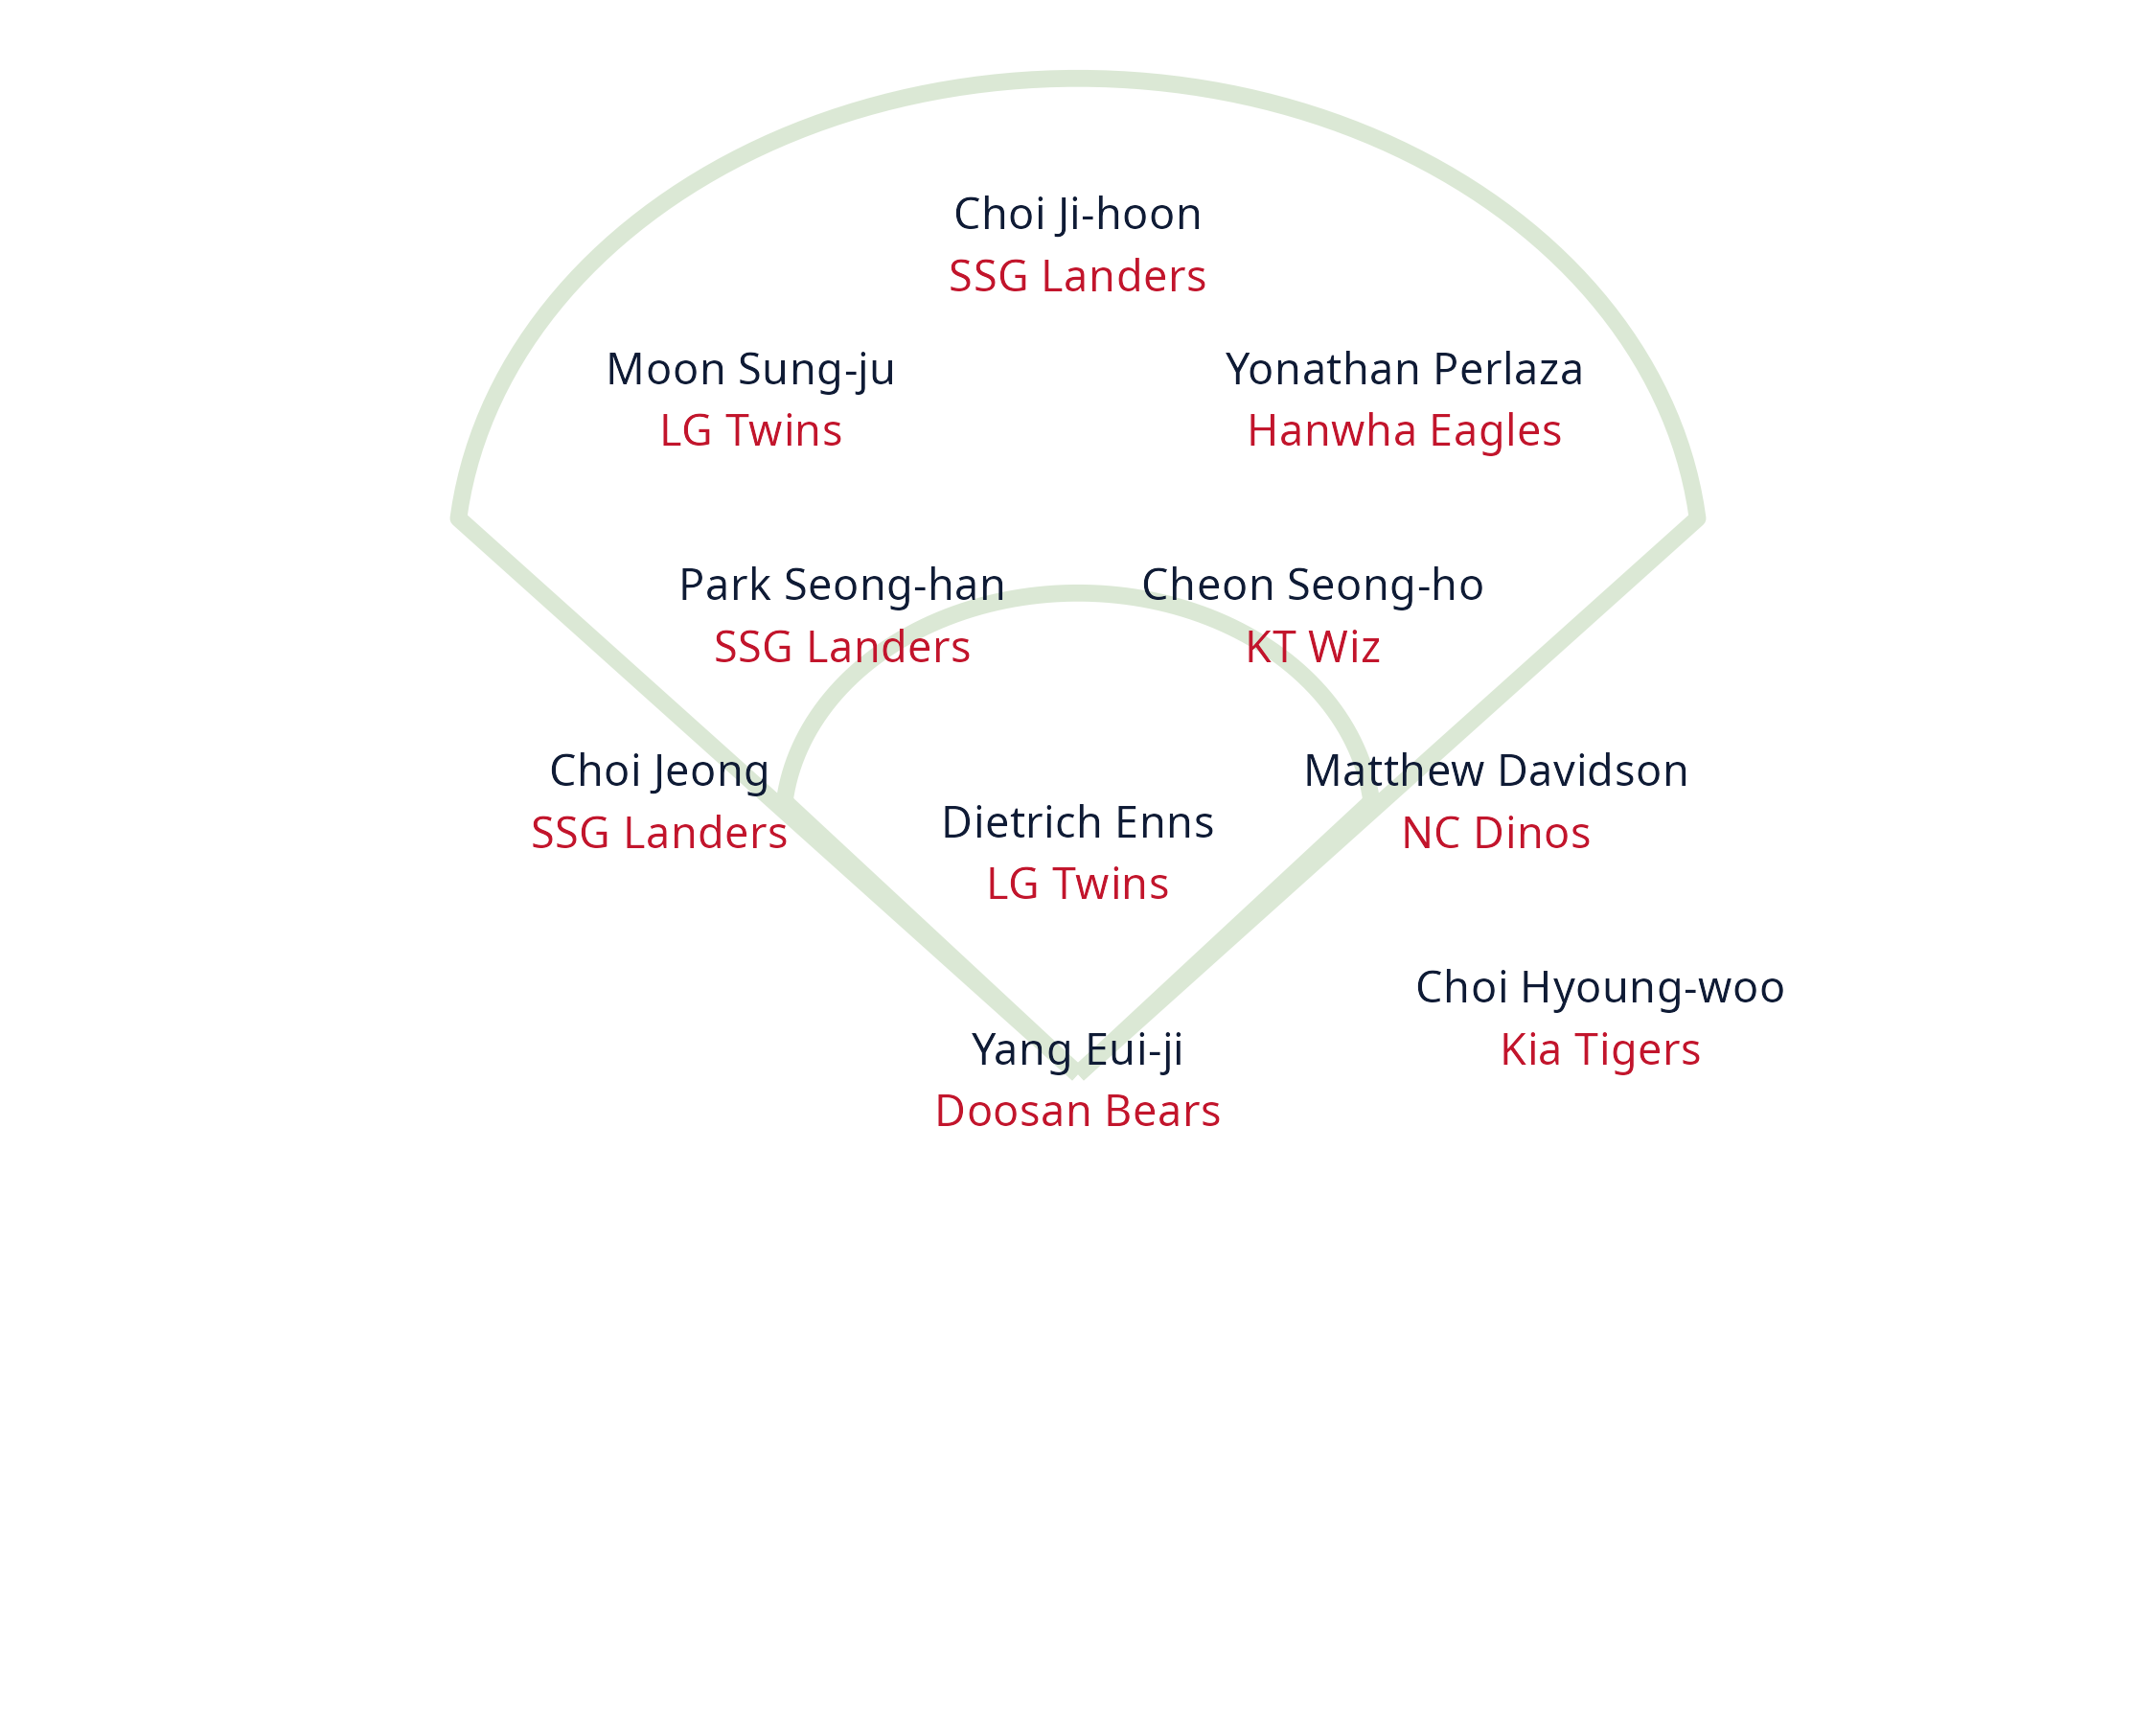 Choi Ji-hoon
SSG Landers
Moon Sung-ju
LG Twins
Yonathan Perlaza
Hanwha Eagles
Park Seong-han
SSG Landers
Cheon Seong-ho
KT Wiz
Choi Jeong
SSG Landers
Dietrich Enns
LG Twins
Matthew Davidson
NC Dinos
Choi Hyoung-woo
Kia Tigers
Yang Eui-ji
Doosan Bears